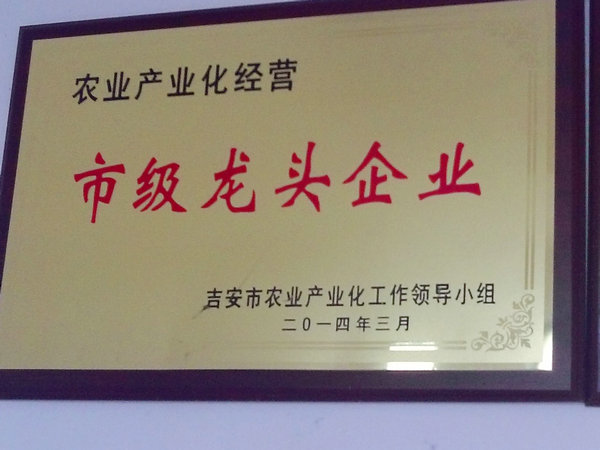 农业产业化经营
市级龙头企业
吉安市农业产业化工作领导小组
二〇一四年三月